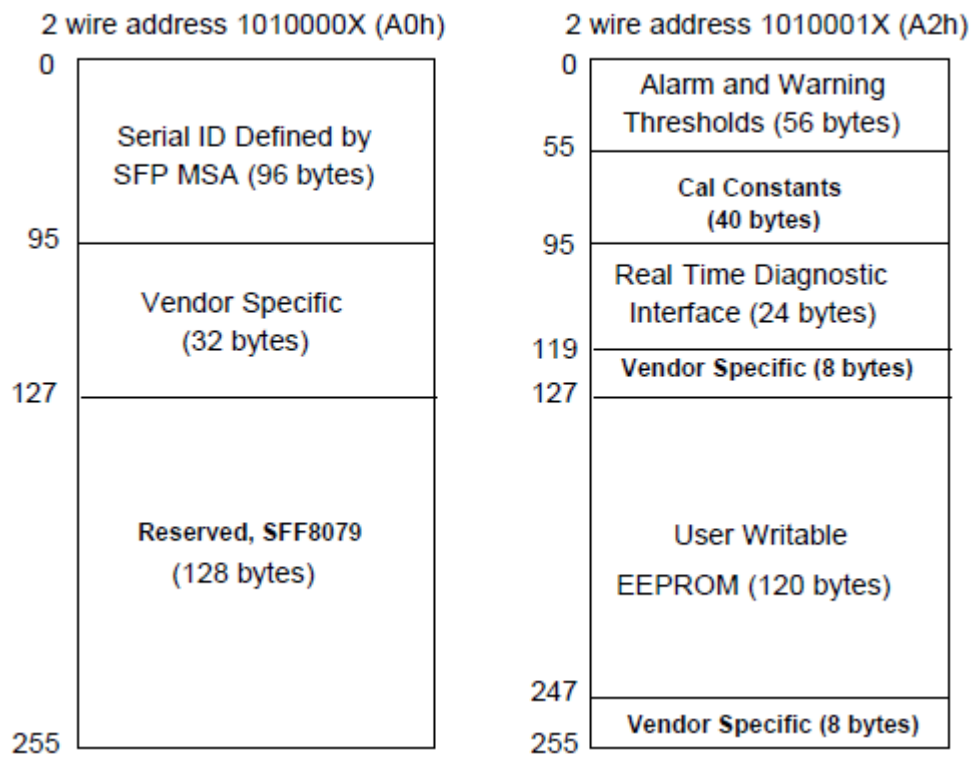 2 wire address 1010000X (A0h)
0
Serial ID Defined by
SFP MSA (96 bytes)
95
Vendor Specific
(32 bytes)
127
Reserved, SFF8079
(128 bytes)
255
2 wire address 1010001X (A2h)
0
Alarm and Warning
Thresholds (56 bytes)
55
Cal Constants
(40 bytes)
95
Real Time Diagnostic
Interface (24 bytes)
119
Vendor Specific (8 bytes)
127
User Writable
EEPROM (120 bytes)
247
Vendor Specific (8 bytes)
255